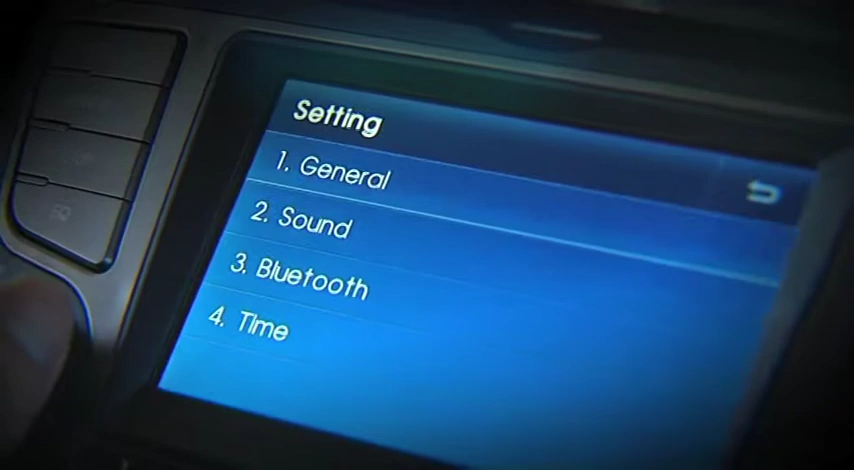 Setting
1. General
2. Sound
3. Bluetooth
4. Time